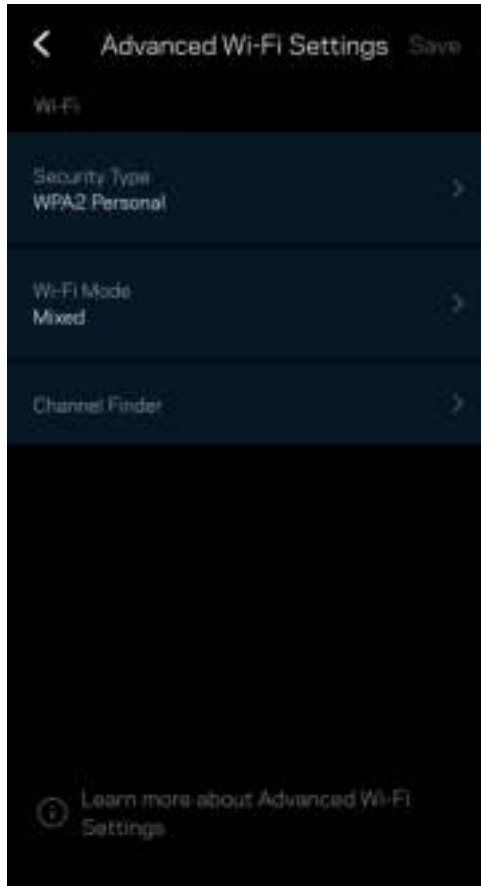 Advanced Wi-Fi Settings Save
Wi-Fi
Security Type
WPA2 Personal
Wi-Fi Mode
Mixed
Channel Finder
Learn more about Advanced Wi-Fi
Settings